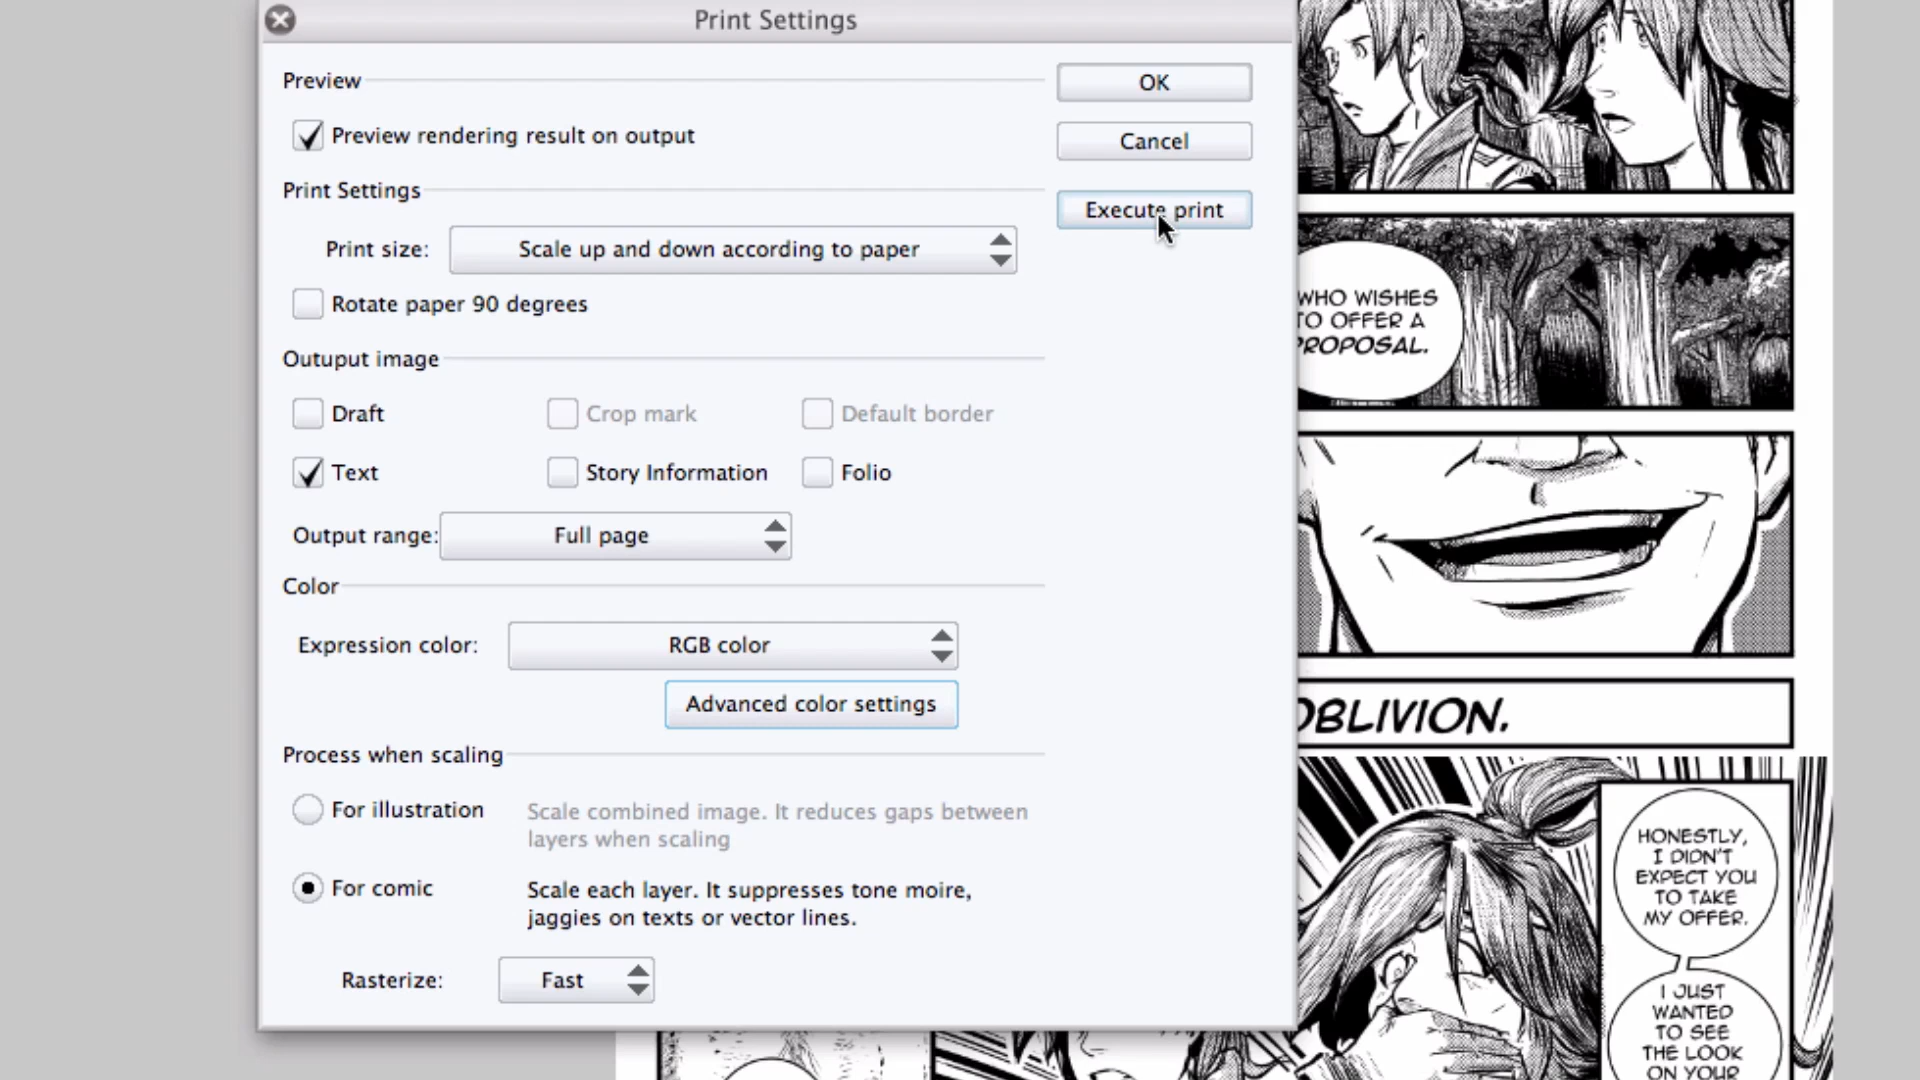 Print Settings
Preview
OK
Preview rendering result on output
Cancel
Print Settings
Execute print
Print size: Scale up and down according to paper
Rotate paper 90 degrees
Outuput image
Draft Crop mark Default border
Text Story Information Folio
Output range: Full page
Color
Expression color: RGB color
Advanced color settings
Process when scaling
For illustration Scale combined image. It reduces gaps between
layers when scaling
For comic Scale each layer. It suppresses tone moire,
jaggies on texts or vector lines.
Rasterize: Fast
WHO WISHES
TO OFFER A
PROPOSAL.
OBLIVION.
HONESTLY,
I DIDN'T
EXPECT YOU
TO TAKE
MY OFFER.
I JUST
WANTED
TO SEE
THE LOOK
ON YOUR